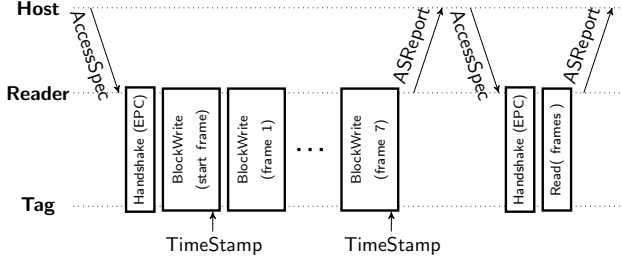 Host
AccessSpec
ASReport
AccessSpec
ASReport
Reader
Handshake (EPC)
BlockWrite
(start frame)
BlockWrite
(frame 1)
...
BlockWrite
(frame 7)
Handshake (EPC)
Read( frames )
Tag
TimeStamp
TimeStamp